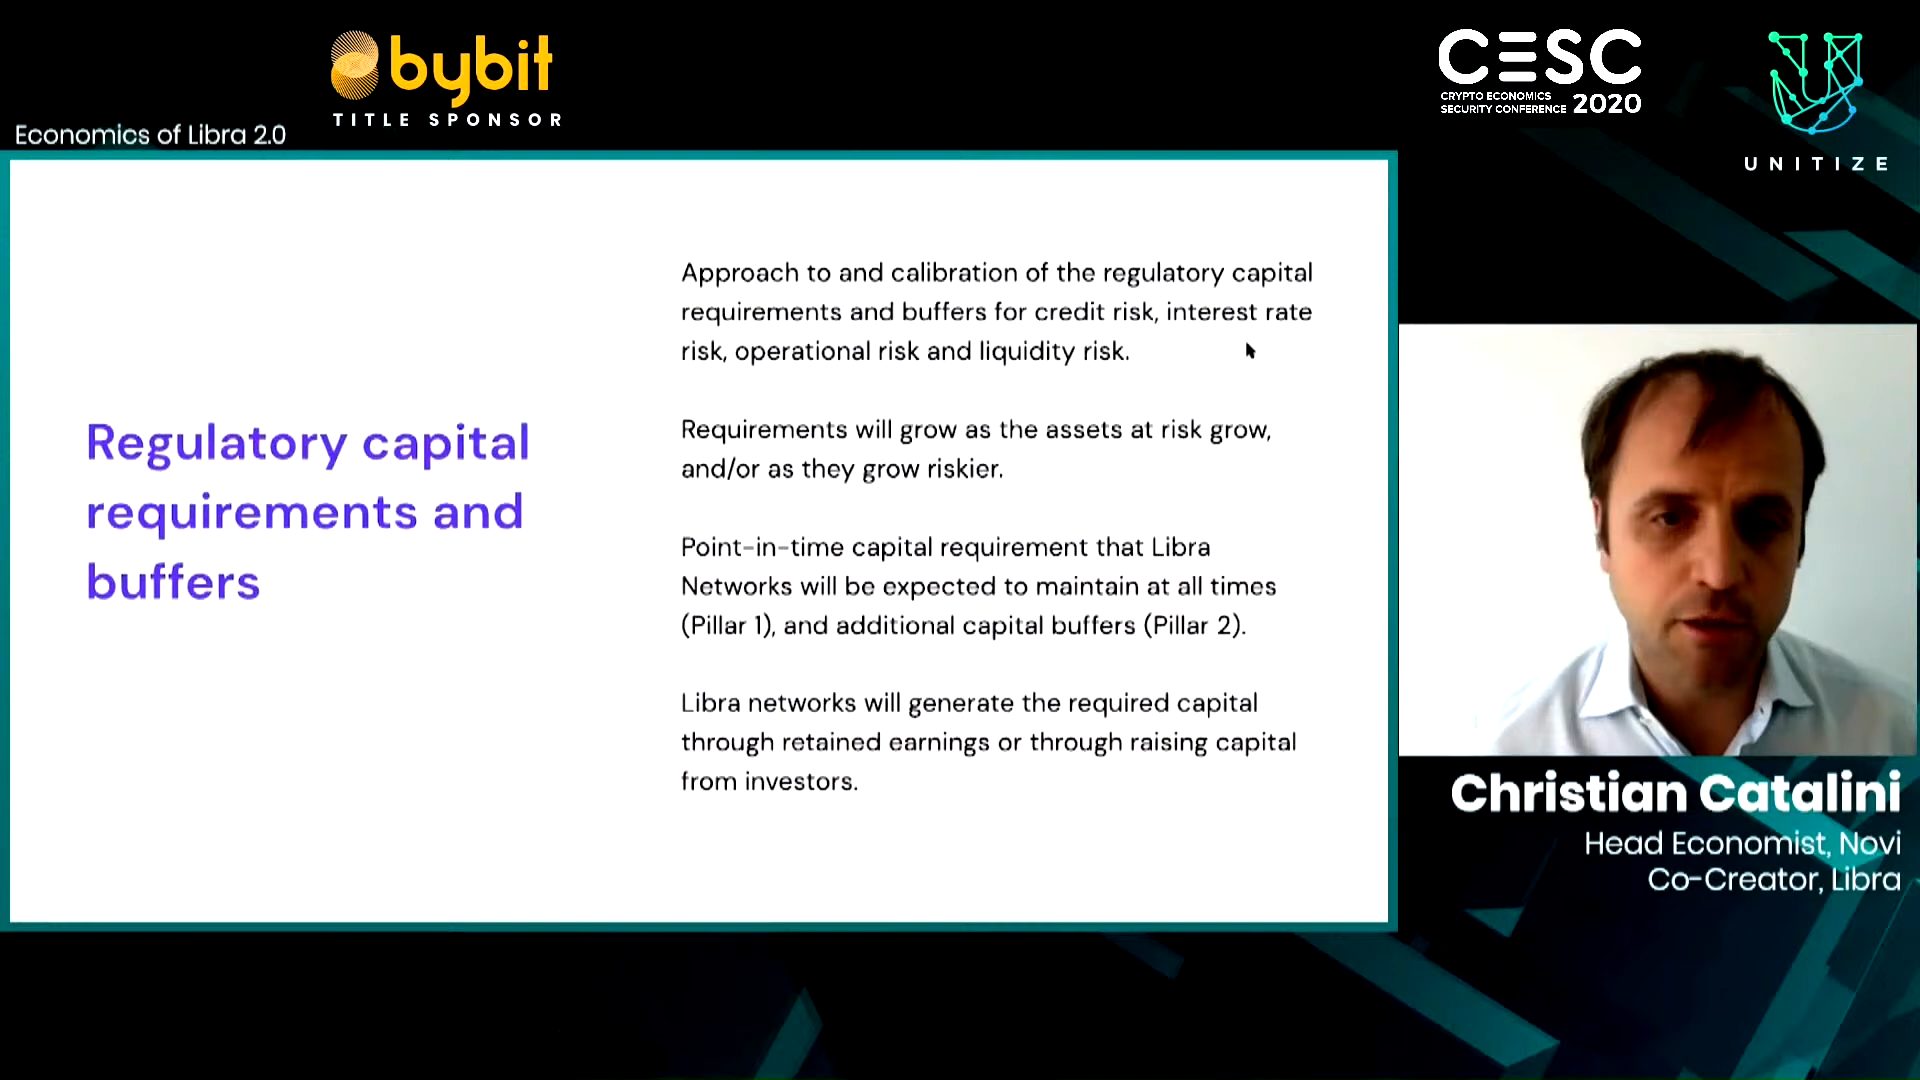 bybit
TITLE SPONSOR
CESC
CRYPTO ECONOMICS
SECURITY CONFERENCE 2020
UNITIZE
Economics of Libra 2.0
Regulatory capital
requirements and
buffers
Approach to and calibration of the regulatory capital
requirements and buffers for credit risk, interest rate
risk, operational risk and liquidity risk.
Requirements will grow as the assets at risk grow,
and/or as they grow riskier.
Point-in-time capital requirement that Libra
Networks will be expected to maintain at all times
(Pillar 1), and additional capital buffers (Pillar 2).
Libra networks will generate the required capital
through retained earnings or through raising capital
from investors.
Christian Catalini
Head Economist, Novi
Co-Creator, Libra